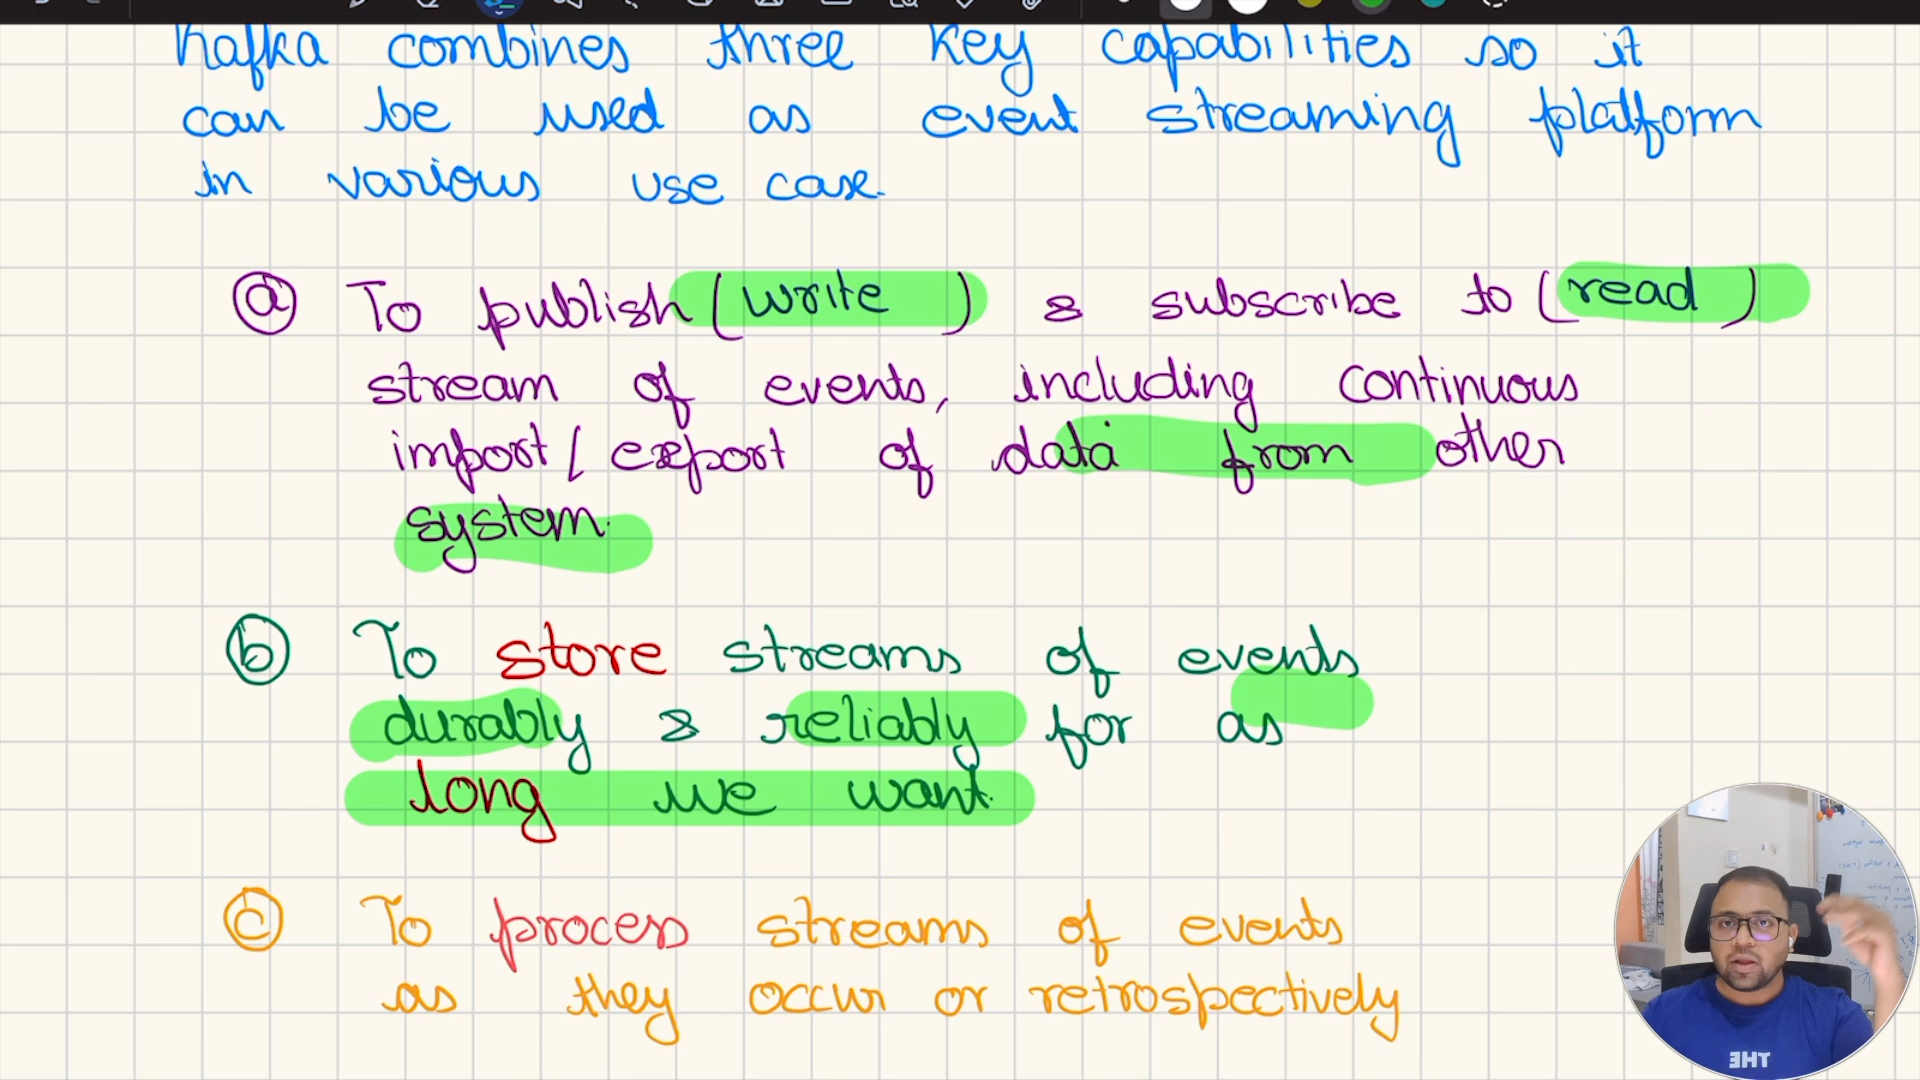 Kafka combines three key capabilities so it
can be used as event streaming platform
in various use case.
ⓐ To publish (write) & subscribe to (read)
stream of events, including continuous
import/export of data from other
system.
ⓑ To store streams of events
durably & reliably for as
long we want.
ⓒ To process streams of events
as they occur or retrospectively
THE